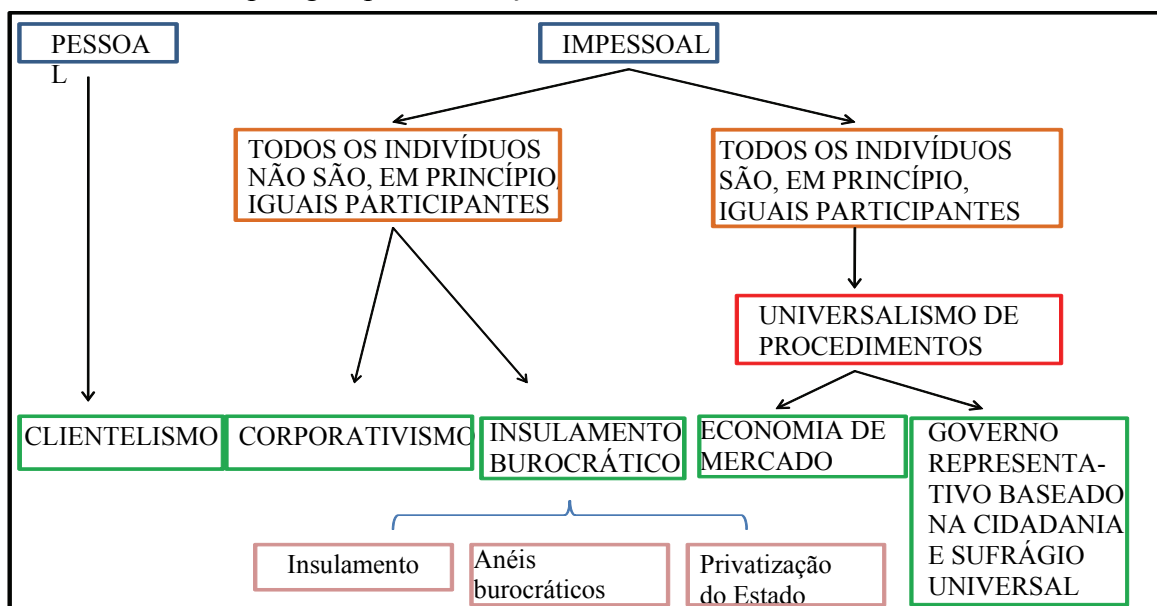 PESSOA
L
IMPESSOAL
TODOS OS INDIVÍDUOS
NÃO SÃO, EM PRINCÍPIO,
IGUAIS PARTICIPANTES
TODOS OS INDIVÍDUOS
SÃO, EM PRINCÍPIO,
IGUAIS PARTICIPANTES
UNIVERSALISMO DE
PROCEDIMENTOS
CLIENTELISMO
CORPORATIVISMO
INSULAMENTO
BUROCRÁTICO
ECONOMIA DE
MERCADO
GOVERNO
REPRESENTA-
TIVO BASEADO
NA CIDADANIA
E SUFRÁGIO
UNIVERSAL
Insulamento
Anéis
burocráticos
Privatização
do Estado